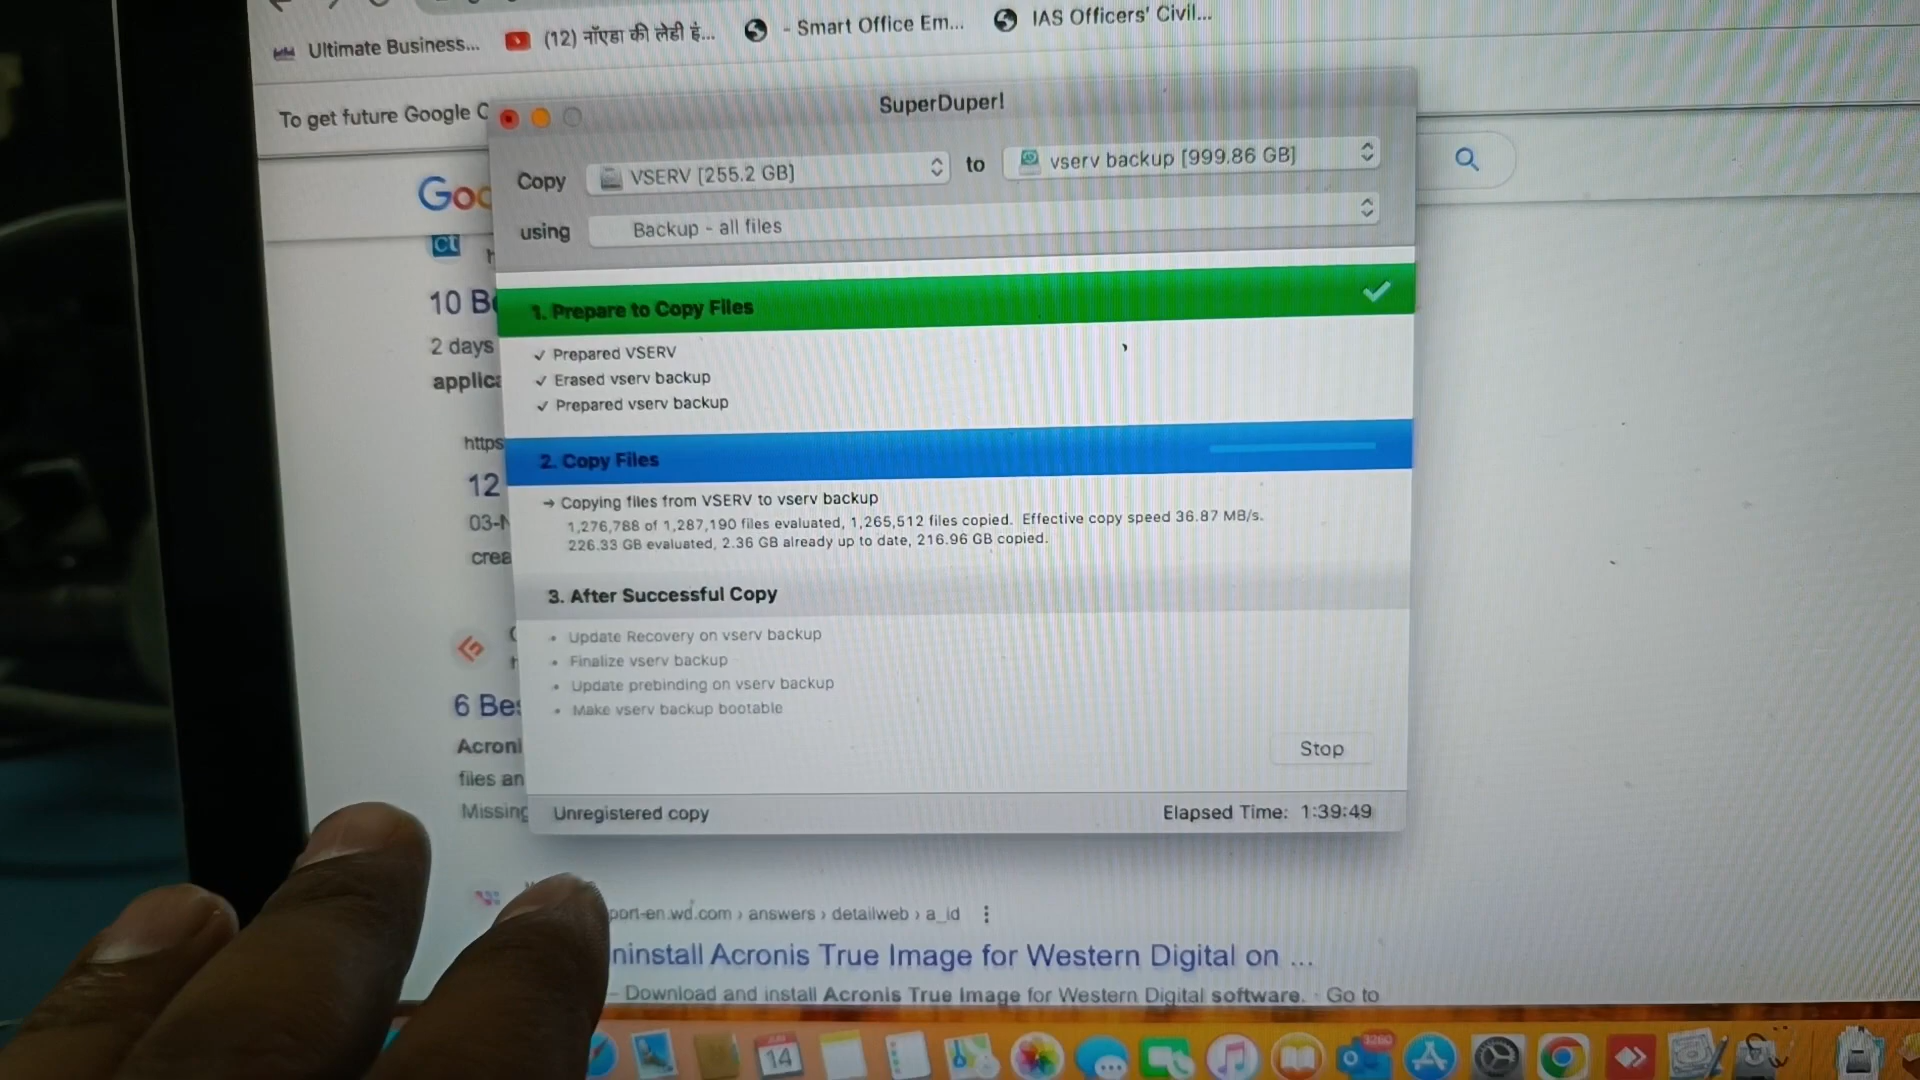 Ultimate Business... (12) नॉएडा की लेडी इं... - Smart Office Em... IAS Officers' Civil...
To get future Google C
SuperDuper!
Copy VSERV [255.2 GB] to vserv backup [999.86 GB]
using Backup - all files
Goo
ct
10 Be
2 days
applica
https
12
03-N
crea
6 Bes
Acroni
files an
Missing
1. Prepare to Copy Files
✓ Prepared VSERV
✓ Erased vserv backup
✓ Prepared vserv backup
2. Copy Files
→ Copying files from VSERV to vserv backup
1,276,788 of 1,287,190 files evaluated, 1,265,512 files copied. Effective copy speed 36.87 MB/s.
226.33 GB evaluated, 2.36 GB already up to date, 216.96 GB copied.
3. After Successful Copy
• Update Recovery on vserv backup
• Finalize vserv backup
• Update prebinding on vserv backup
• Make vserv backup bootable
Stop
Unregistered copy Elapsed Time: 1:39:49
port-en.wd.com › answers › detailweb › a_id
ninstall Acronis True Image for Western Digital on ...
- Download and install Acronis True Image for Western Digital software. · Go to
14
3260